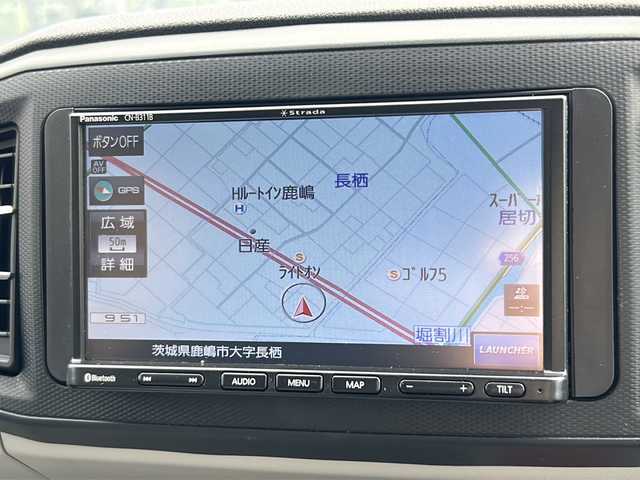 Panasonic CN-B311B
Strada
ボタンOFF
AV OFF
GPS
広域
50m
詳細
9:51
Hルートイン鹿嶋
H
長栖
日産
S
ライトオン
S ゴルフ5
スーパー
居切
256
堀割川
LAUNCHER
茨城県鹿嶋市大字長栖
Bluetooth
AUDIO
MENU
MAP
− +
TILT